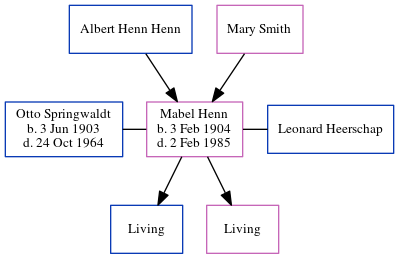 Albert Henn Henn
Mary Smith
Otto Springwaldt
b. 3 Jun 1903
d. 24 Oct 1964
Mabel Henn
b. 3 Feb 1904
d. 2 Feb 1985
Leonard Heerschap
Living
Living